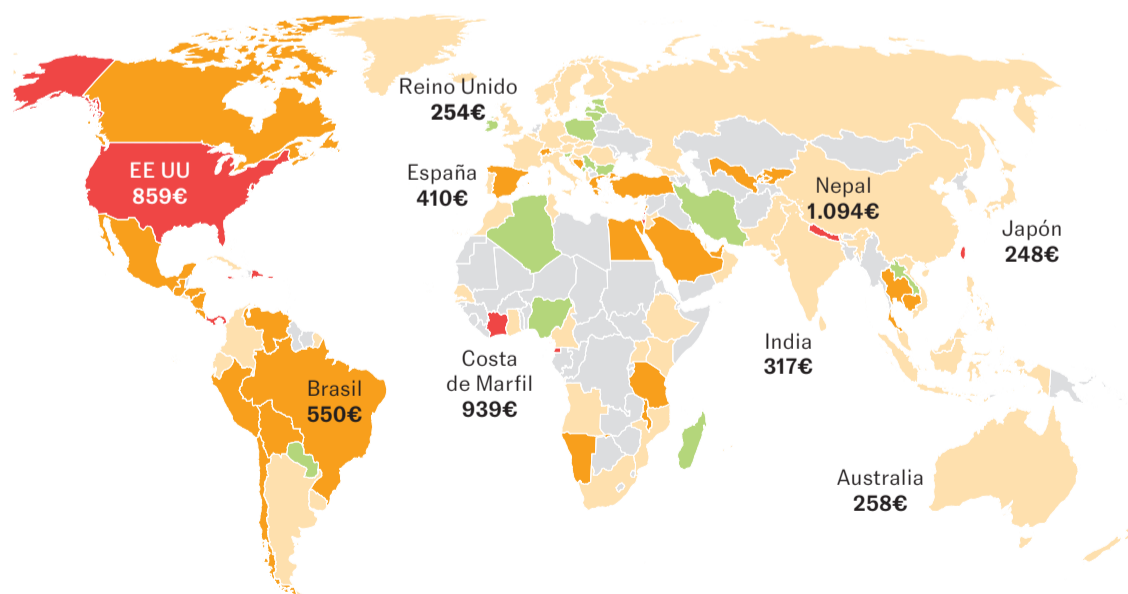 Reino Unido
254€
EE UU
859€
España
410€
Nepal
1.094€
Japón
248€
India
317€
Costa
de Marfil
939€
Brasil
550€
Australia
258€